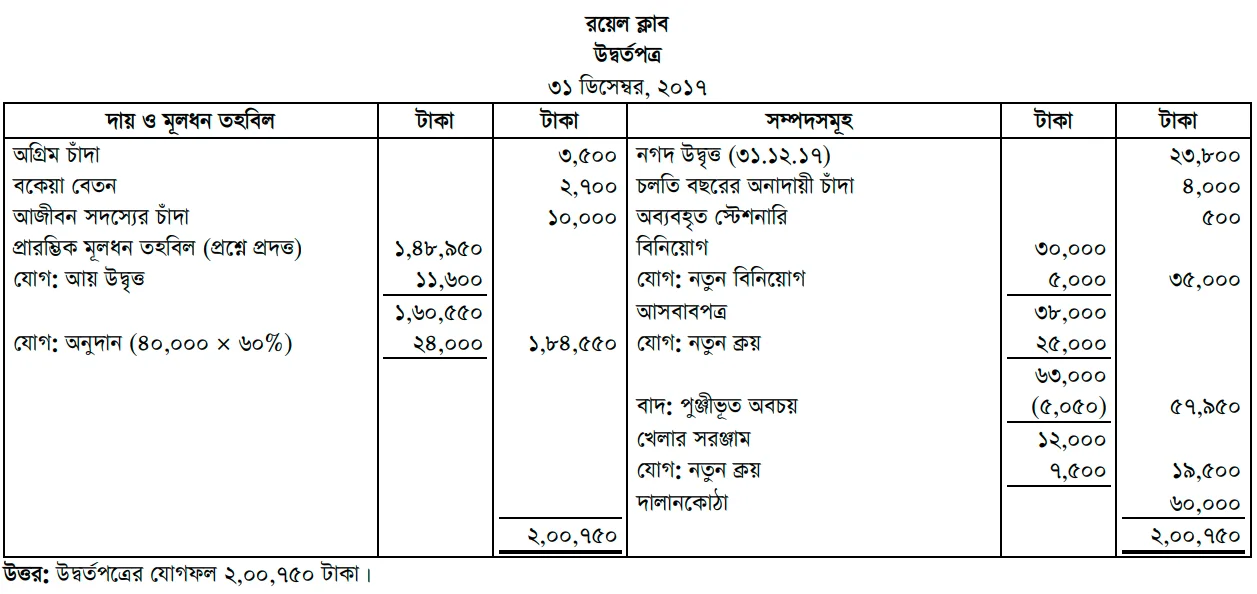 রয়েল ক্লাব
উদ্বর্তপত্র
৩১ ডিসেম্বর, ২০১৭
দায় ও মূলধন তহবিল টাকা টাকা সম্পদসমূহ টাকা টাকা
অগ্রিম চাঁদা ৩,৫০০ নগদ উদ্বৃত্ত (৩১.১২.১৭) ২৩,৮০০
বকেয়া বেতন ২,৭০০ চলতি বছরের অনাদায়ী চাঁদা ৪,০০০
আজীবন সদস্যের চাঁদা ১০,০০০ অব্যবহৃত স্টেশনারি ৫০০
প্রারম্ভিক মূলধন তহবিল (প্রশ্নে প্রদত্ত) ১,৪৮,৯৫০ বিনিয়োগ ৩০,০০০
যোগ: আয় উদ্বৃত্ত ১১,৬০০ যোগ: নতুন বিনিয়োগ ৫,০০০ ৩৫,০০০
১,৬০,৫৫০ আসবাবপত্র ৩৮,০০০
যোগ: অনুদান (৪০,০০০ × ৬০%) ২৪,০০০ ১,৮৪,৫৫০ যোগ: নতুন ক্রয় ২৫,০০০
৬৩,০০০
বাদ: পুঞ্জীভূত অবচয় (৫,০৫০) ৫৭,৯৫০
খেলার সরঞ্জাম ১২,০০০
যোগ: নতুন ক্রয় ৭,৫০০ ১৯,৫০০
দালানকোঠা ৬০,০০০
২,০০,৭৫০ ২,০০,৭৫০
উত্তর: উদ্বর্তপত্রের যোগফল ২,০০,৭৫০ টাকা।